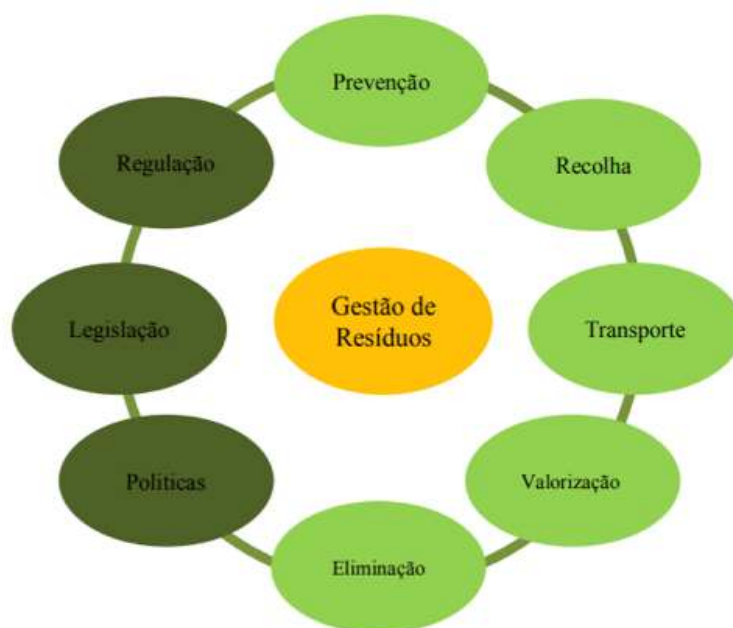 Prevenção
Regulação
Recolha
Gestão de
Resíduos
Legislação
Transporte
Politicas
Valorização
Eliminação